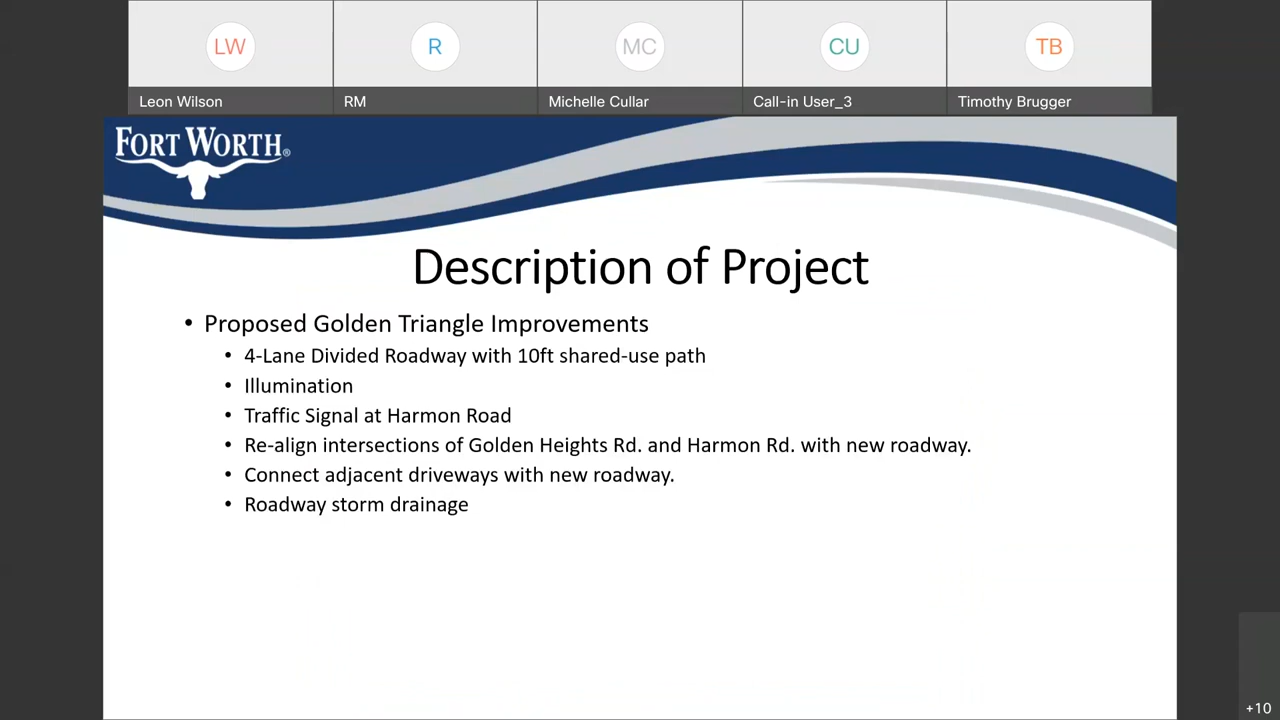 LW
R
MC
CU
TB
Leon Wilson
RM
Michelle Cullar
Call-in User_3
Timothy Brugger
FORT WORTH®
Description of Project
• Proposed Golden Triangle Improvements
• 4-Lane Divided Roadway with 10ft shared-use path
• Illumination
• Traffic Signal at Harmon Road
• Re-align intersections of Golden Heights Rd. and Harmon Rd. with new roadway.
• Connect adjacent driveways with new roadway.
• Roadway storm drainage
+10